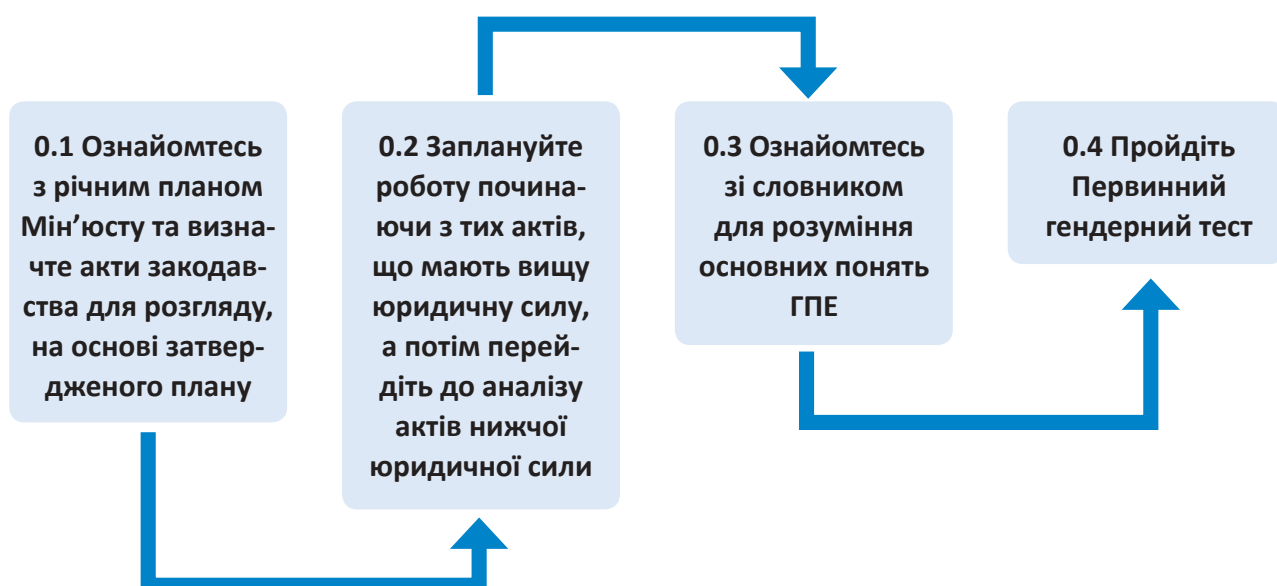 0.1 Ознайомтесь
з річним планом
Мін’юсту та визна-
чте акти закодав-
ства для розгляду,
на основі затвер-
дженого плану
0.2 Заплануйте
роботу почина-
ючи з тих актів,
що мають вищу
юридичну силу,
а потім перей-
діть до аналізу
актів нижчої
юридичної сили
0.3 Ознайомтесь
зі словником
для розуміння
основних понять
ГПЕ
0.4 Пройдіть
Первинний
гендерний тест